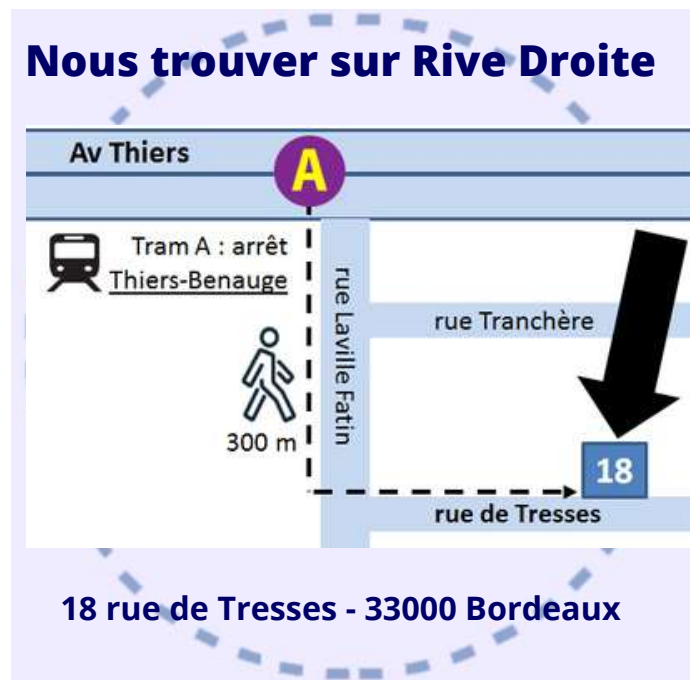 Nous trouver sur Rive Droite
Av Thiers
A
Tram A : arrêt
Thiers-Benauge
rue Laville Fatin
rue Tranchère
300 m
18
rue de Tresses
18 rue de Tresses - 33000 Bordeaux